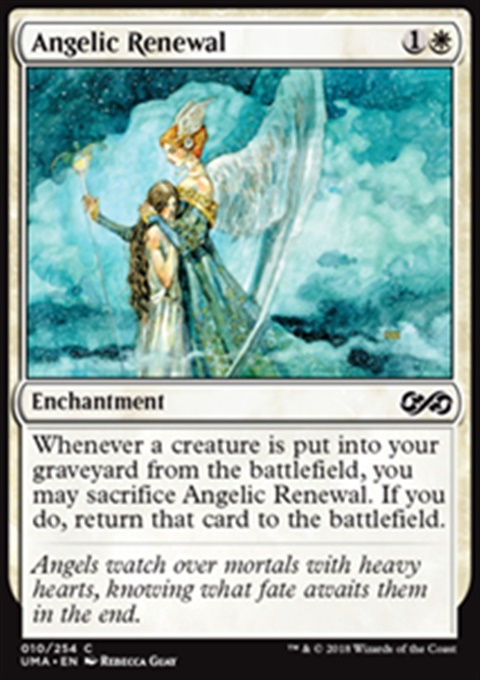 Angelic Renewal 1
Enchantment
Whenever a creature is put into your
graveyard from the battlefield, you
may sacrifice Angelic Renewal. If you
do, return that card to the battlefield.
Angels watch over mortals with heavy
hearts, knowing what fate awaits them
in the end.
010/254 C
UMA • EN Rebecca Guay
™ & © 2018 Wizards of the Coast